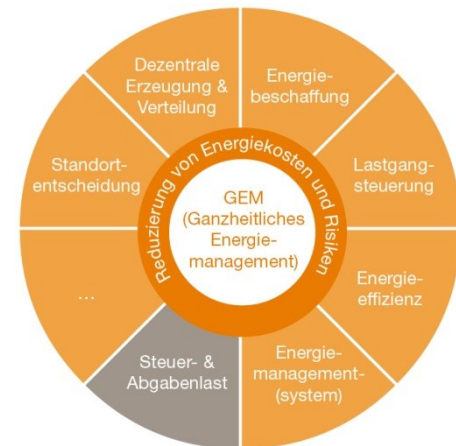 Dezentrale
Erzeugung &
Verteilung
Energie-
beschaffung
Lastgang-
steuerung
Energie-
effizienz
Energie-
management-
(system)
Steuer- &
Abgabenlast
...
Standort-
entscheidung
Reduzierung von Energiekosten und Risiken
GEM
(Ganzheitliches
Energie-
management)